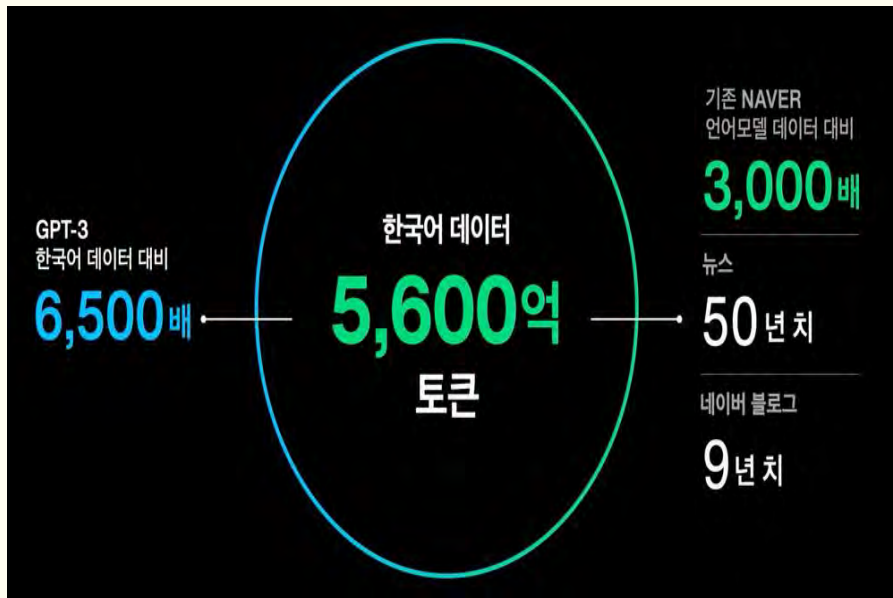 GPT-3
한국어 데이터 대비
6,500배
한국어 데이터
5,600억
토큰
기존 NAVER
언어모델 데이터 대비
3,000배
뉴스
50년 치
네이버 블로그
9년 치